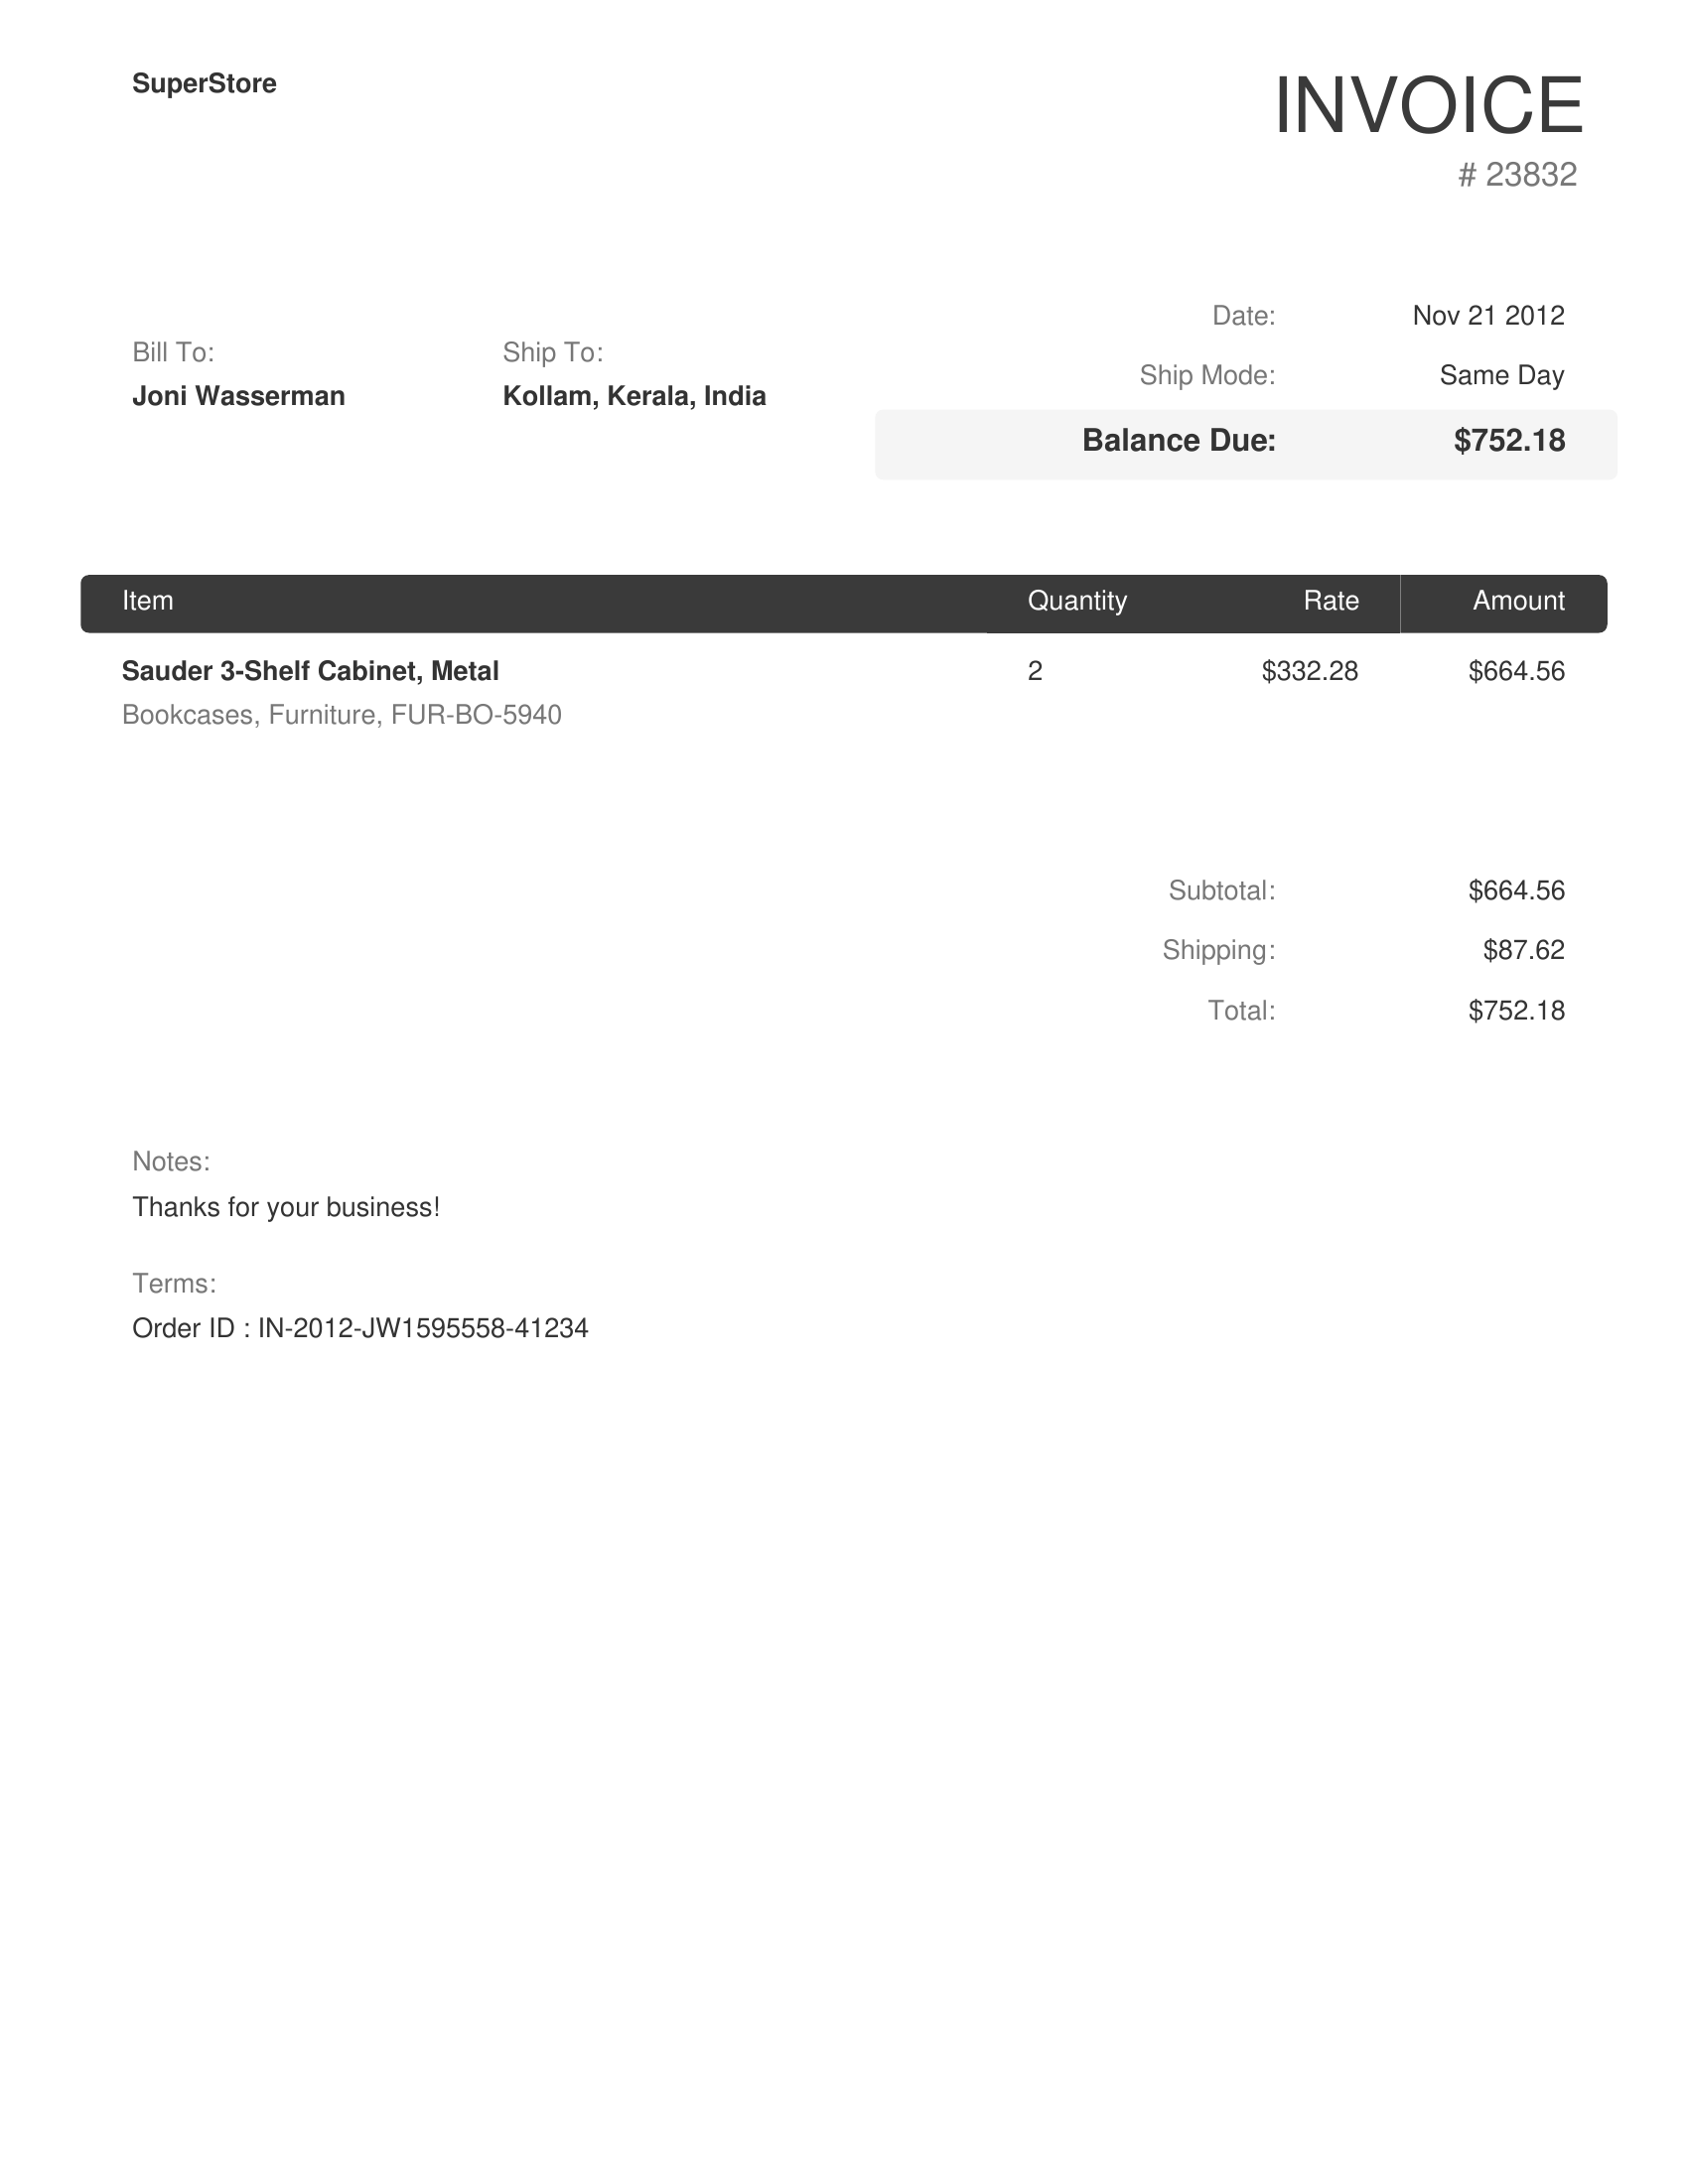 SuperStore
INVOICE
# 23832
Date: Nov 21 2012
Ship Mode: Same Day
Balance Due: $752.18
Bill To:
Joni Wasserman
Ship To:
Kollam, Kerala, India
Item Quantity Rate Amount
Sauder 3-Shelf Cabinet, Metal 2 $332.28 $664.56
Bookcases, Furniture, FUR-BO-5940
Subtotal: $664.56
Shipping: $87.62
Total: $752.18
Notes:
Thanks for your business!
Terms:
Order ID : IN-2012-JW1595558-41234